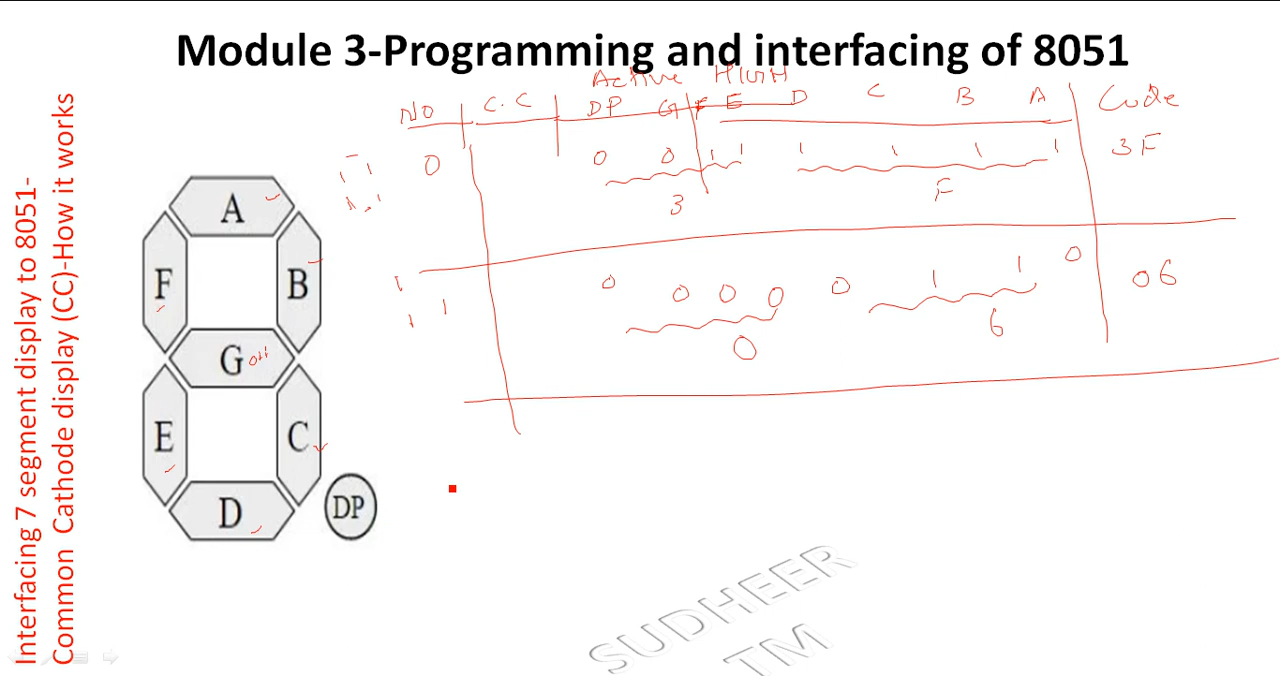 Module 3-Programming and interfacing of 8051
Interfacing 7 segment display to 8051-
Common Cathode display (CC)-How it works
Active HIGH
NO C.C DP G F E D C B A Code
0 0 0 1 1 1 1 1 1 3F
3 F
0 0 0 0 0 1 1 0 06
0 6
A
F B
G OFF
E C
D DP
SUDHEER
TM